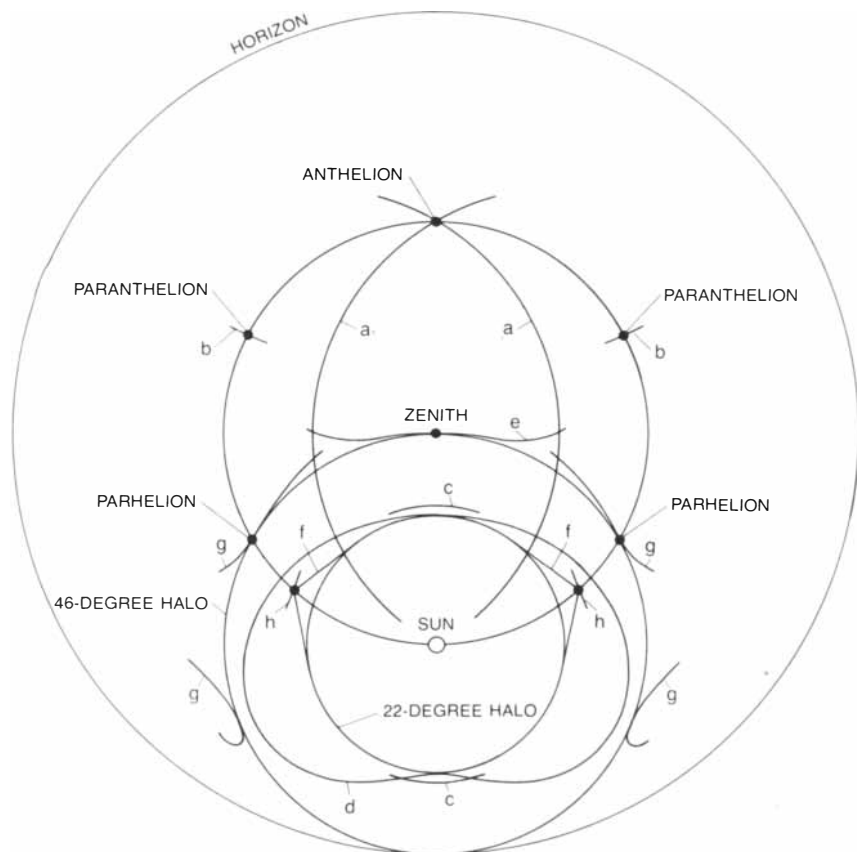 HORIZON
ANTHELION
PARANTHELION
PARANTHELION
b
a
a
b
ZENITH
e
PARHELION
c
PARHELION
g
f
f
g
46-DEGREE HALO
h
SUN
h
g
g
22-DEGREE HALO
d
c